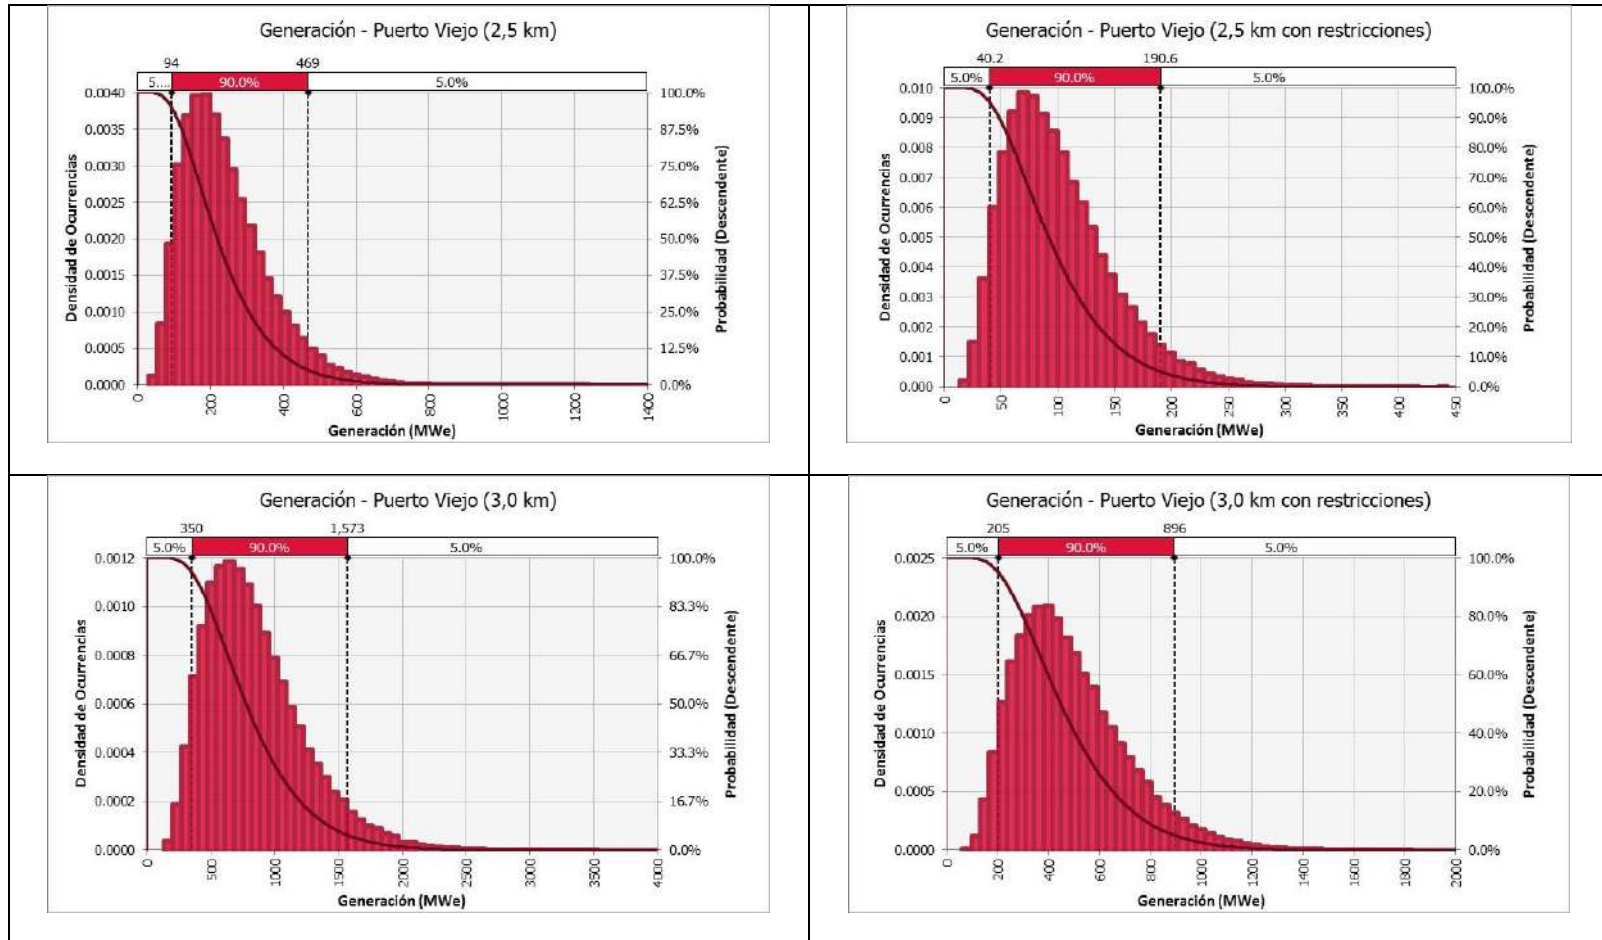 Generación - Puerto Viejo (2,5 km)
94 469
5... 90.0% 5.0%
0.0040 100.0%
0.0035 87.5%
0.0030 75.0%
0.0025 62.5%
0.0020 50.0%
0.0015 37.5%
0.0010 25.0%
0.0005 12.5%
0.0000 0.0%
Densidad de Ocurrencias
Probabilidad (Descendente)
0 200 400 600 800 1000 1200 1400
Generación (MWe)
Generación - Puerto Viejo (2,5 km con restricciones)
40.2 190.6
5.0% 90.0% 5.0%
0.010 100.0%
0.009 90.0%
0.008 80.0%
0.007 70.0%
0.006 60.0%
0.005 50.0%
0.004 40.0%
0.003 30.0%
0.002 20.0%
0.001 10.0%
0.000 0.0%
Densidad de Ocurrencias
Probabilidad (Descendente)
0 50 100 150 200 250 300 350 400 450
Generación (MWe)
Generación - Puerto Viejo (3,0 km)
350 1,573
5.0% 90.0% 5.0%
0.0012 100.0%
0.0010 83.3%
0.0008 66.7%
0.0006 50.0%
0.0004 33.3%
0.0002 16.7%
0.0000 0.0%
Densidad de Ocurrencias
Probabilidad (Descendente)
0 500 1000 1500 2000 2500 3000 3500 4000
Generación (MWe)
Generación - Puerto Viejo (3,0 km con restricciones)
205 896
5.0% 90.0% 5.0%
0.0025 100.0%
0.0020 80.0%
0.0015 60.0%
0.0010 40.0%
0.0005 20.0%
0.0000 0.0%
Densidad de Ocurrencias
Probabilidad (Descendente)
0 200 400 600 800 1000 1200 1400 1600 1800 2000
Generación (MWe)